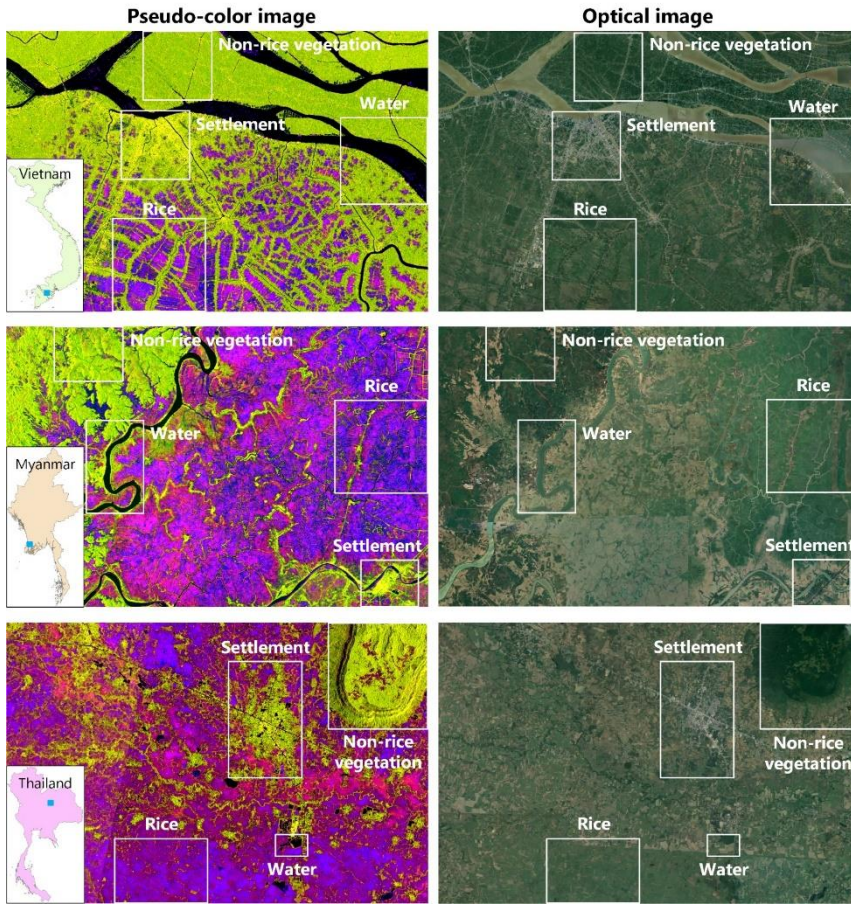 Pseudo-color image
Optical image
Non-rice vegetation
Water
Settlement
Rice
Vietnam
Non-rice vegetation
Water
Settlement
Rice
Non-rice vegetation
Rice
Water
Myanmar
Settlement
Non-rice vegetation
Rice
Water
Settlement
Settlement
Non-rice
vegetation
Thailand
Rice
Water
Settlement
Non-rice
vegetation
Rice
Water